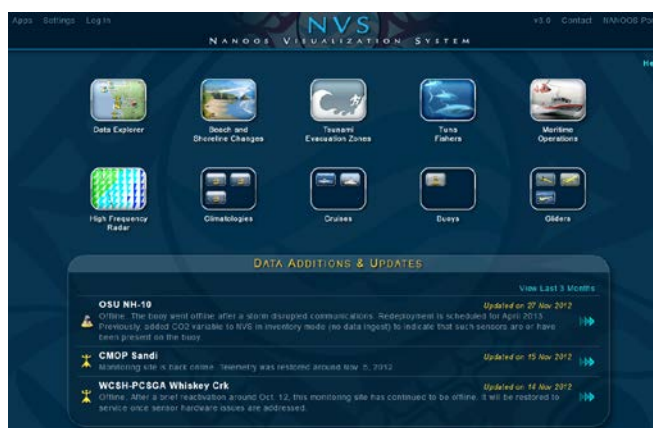 Apps Settings Log In
NVS
v3.0 Contact NANOOS Po
NANOOS VISUALIZATION SYSTEM
He
Data Explorer
Beach and
Shoreline Changes
Tsunami
Evacuation Zones
Tuna
Fishers
Maritime
Operations
High Frequency
Radar
Climatologies
Cruises
Buoys
Gliders
DATA ADDITIONS & UPDATES
View Last 3 Months
OSU NH-10
Updated on 27 Nov 2012
Offline. The buoy went offline after a storm disrupted communications. Redeployment is scheduled for April 2013.
Previously, added CO2 variable to NVS in inventory mode (no data ingest) to indicate that such sensors are or have
been present on the buoy.
CMOP Sandi
Updated on 15 Nov 2012
Monitoring site is back online. Telemetry was restored around Nov. 5, 2012.
WCSH-PCSGA Whiskey Crk
Updated on 14 Nov 2012
Offline. After a brief reactivation around Oct. 12, this monitoring site has continued to be offline. It will be restored to
service once sensor hardware issues are addressed.